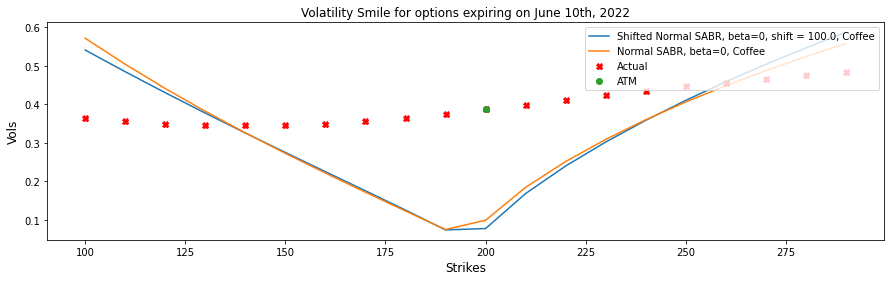 Volatility Smile for options expiring on June 10th, 2022
Shifted Normal SABR, beta=0, shift = 100.0, Coffee
Normal SABR, beta=0, Coffee
Actual
ATM
Vols
0.6
0.5
0.4
0.3
0.2
0.1
100
125
150
175
200
225
250
275
Strikes